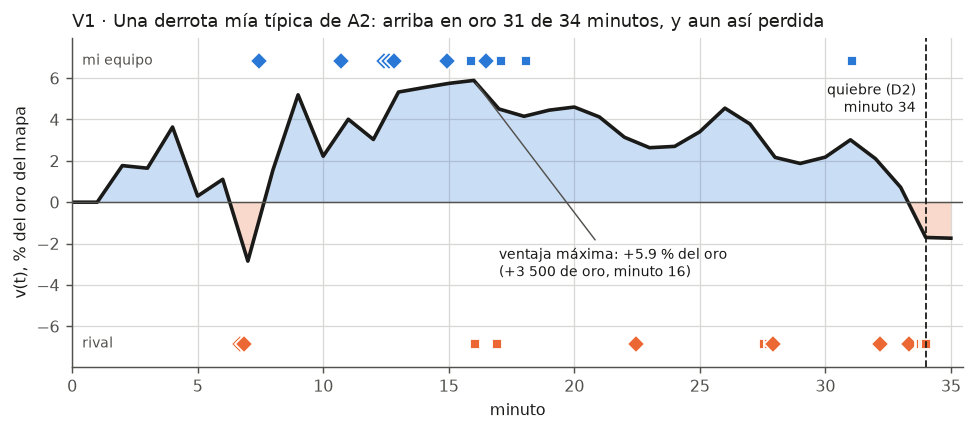 V1 · Una derrota mía típica de A2: arriba en oro 31 de 34 minutos, y aun así perdida
mi equipo
quiebre (D2)
minuto 34
6
4
2
0
−2
−4
−6
v(t), % del oro del mapa
ventaja máxima: +5.9 % del oro
(+3 500 de oro, minuto 16)
rival
0 5 10 15 20 25 30 35
minuto